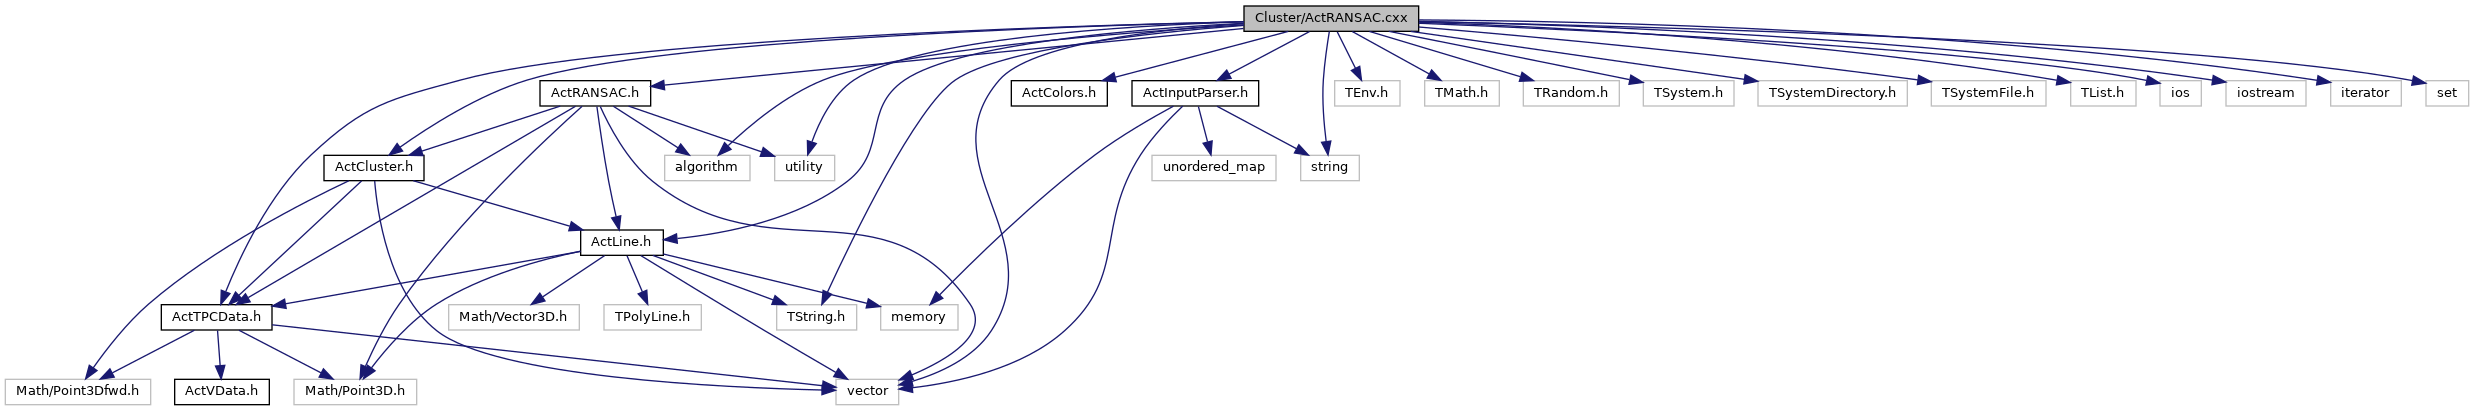 Cluster/ActRANSAC.cxx
ActRANSAC.h
ActColors.h
ActInputParser.h
TEnv.h
TMath.h
TRandom.h
TSystem.h
TSystemDirectory.h
TSystemFile.h
TList.h
ios
iostream
iterator
set
ActCluster.h
algorithm
utility
unordered_map
string
ActLine.h
ActTPCData.h
Math/Vector3D.h
TPolyLine.h
TString.h
memory
Math/Point3Dfwd.h
ActVData.h
Math/Point3D.h
vector